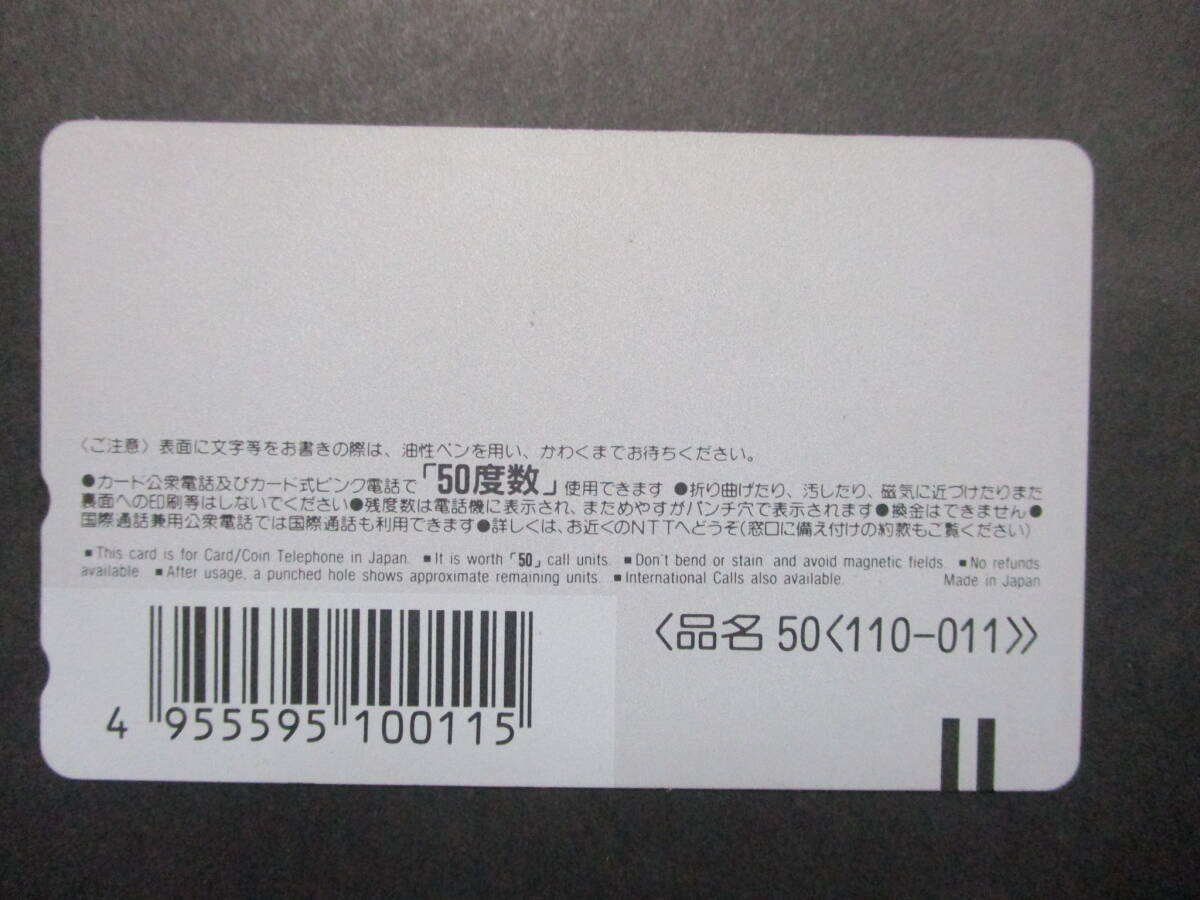 〈ご注意〉表面に文字等をお書きの際は、油性ペンを用い、かわくまでお待ちください。
●カード公衆電話及びカード式ピンク電話で「50度数」使用できます ●折り曲げたり、汚したり、磁気に近づけたりまた
裏面への印刷等はしないでください●残度数は電話機に表示され、まためやすがパンチ穴で表示されます●換金はできません●
国際通話兼用公衆電話では国際通話も利用できます●詳しくは、お近くのNTTへどうぞ(窓口に備え付けの約款もご覧ください)
■This card is for Card/Coin Telephone in Japan. ■It is worth「50」call units. ■Don't bend or stain and avoid magnetic fields. ■No refunds
available. ■After usage, a punched hole shows approximate remaining units. ■International Calls also available. Made in Japan
〈品名 50〈110-011〉〉
4 955595 100115